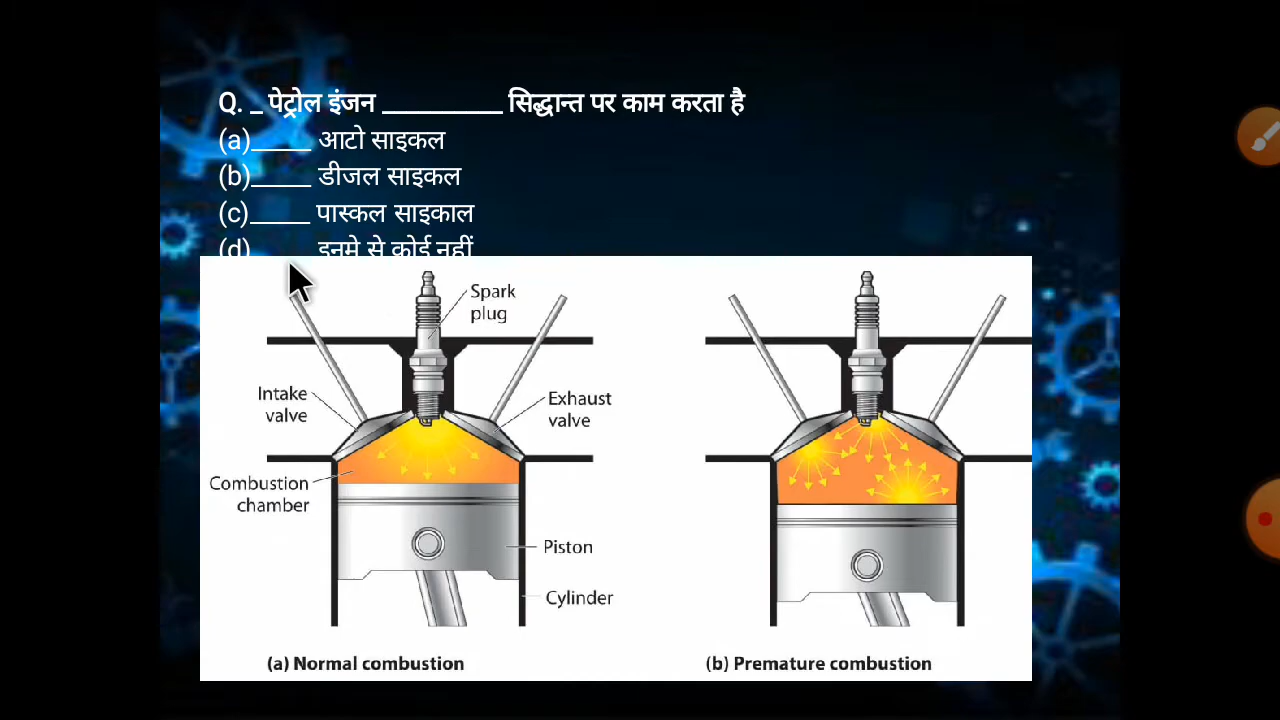 Q. _ पेट्रोल इंजन __________ सिद्धान्त पर काम करता है
(a)_____ आटो साइकल
(b)_____ डीजल साइकल
(c)_____ पास्कल साइकाल
(d)_____ इनमे से कोई नहीं
Spark
plug
Intake
valve
Exhaust
valve
Combustion
chamber
Piston
Cylinder
(a) Normal combustion
(b) Premature combustion